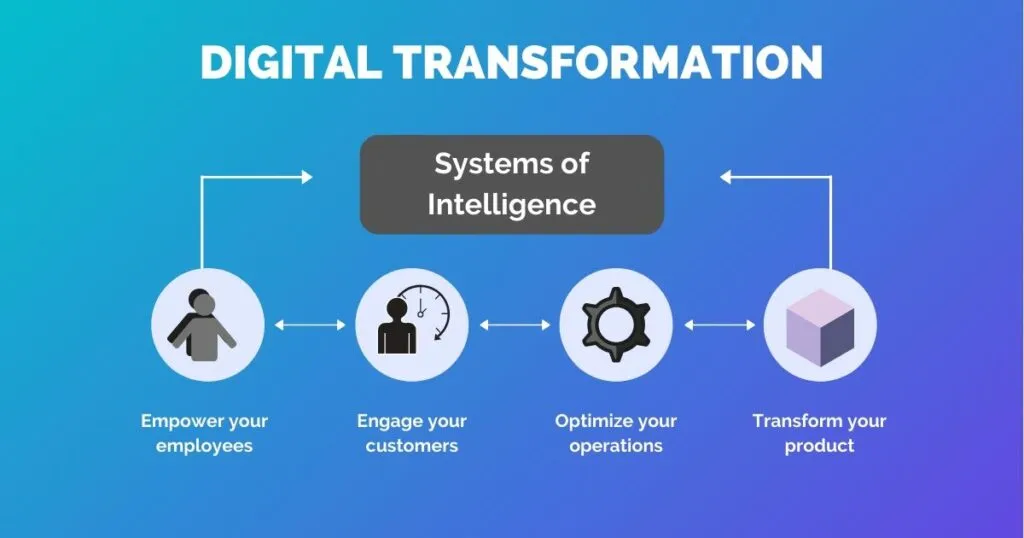 DIGITAL TRANSFORMATION
Systems of
Intelligence
Empower your
employees
Engage your
customers
Optimize your
operations
Transform your
product